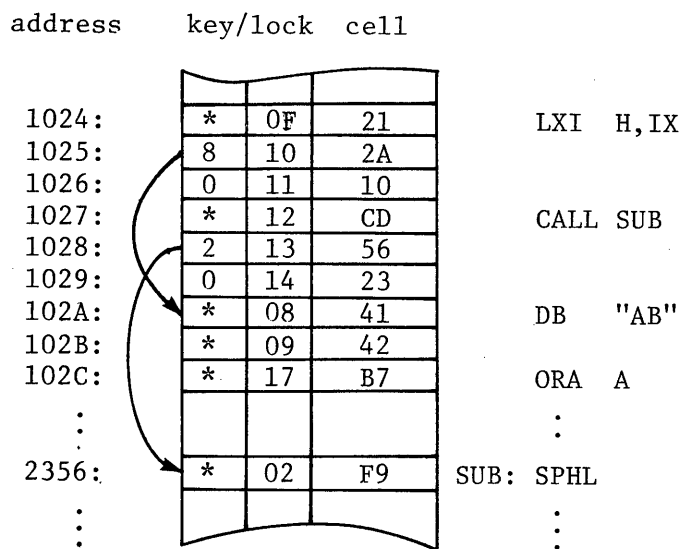 address key/lock cell
1024: * 0F 21 LXI H,IX
1025: 8 10 2A
1026: 0 11 10
1027: * 12 CD CALL SUB
1028: 2 13 56
1029: 0 14 23
102A: * 08 41 DB "AB"
102B: * 09 42
102C: * 17 B7 ORA A
2356: * 02 F9 SUB: SPHL